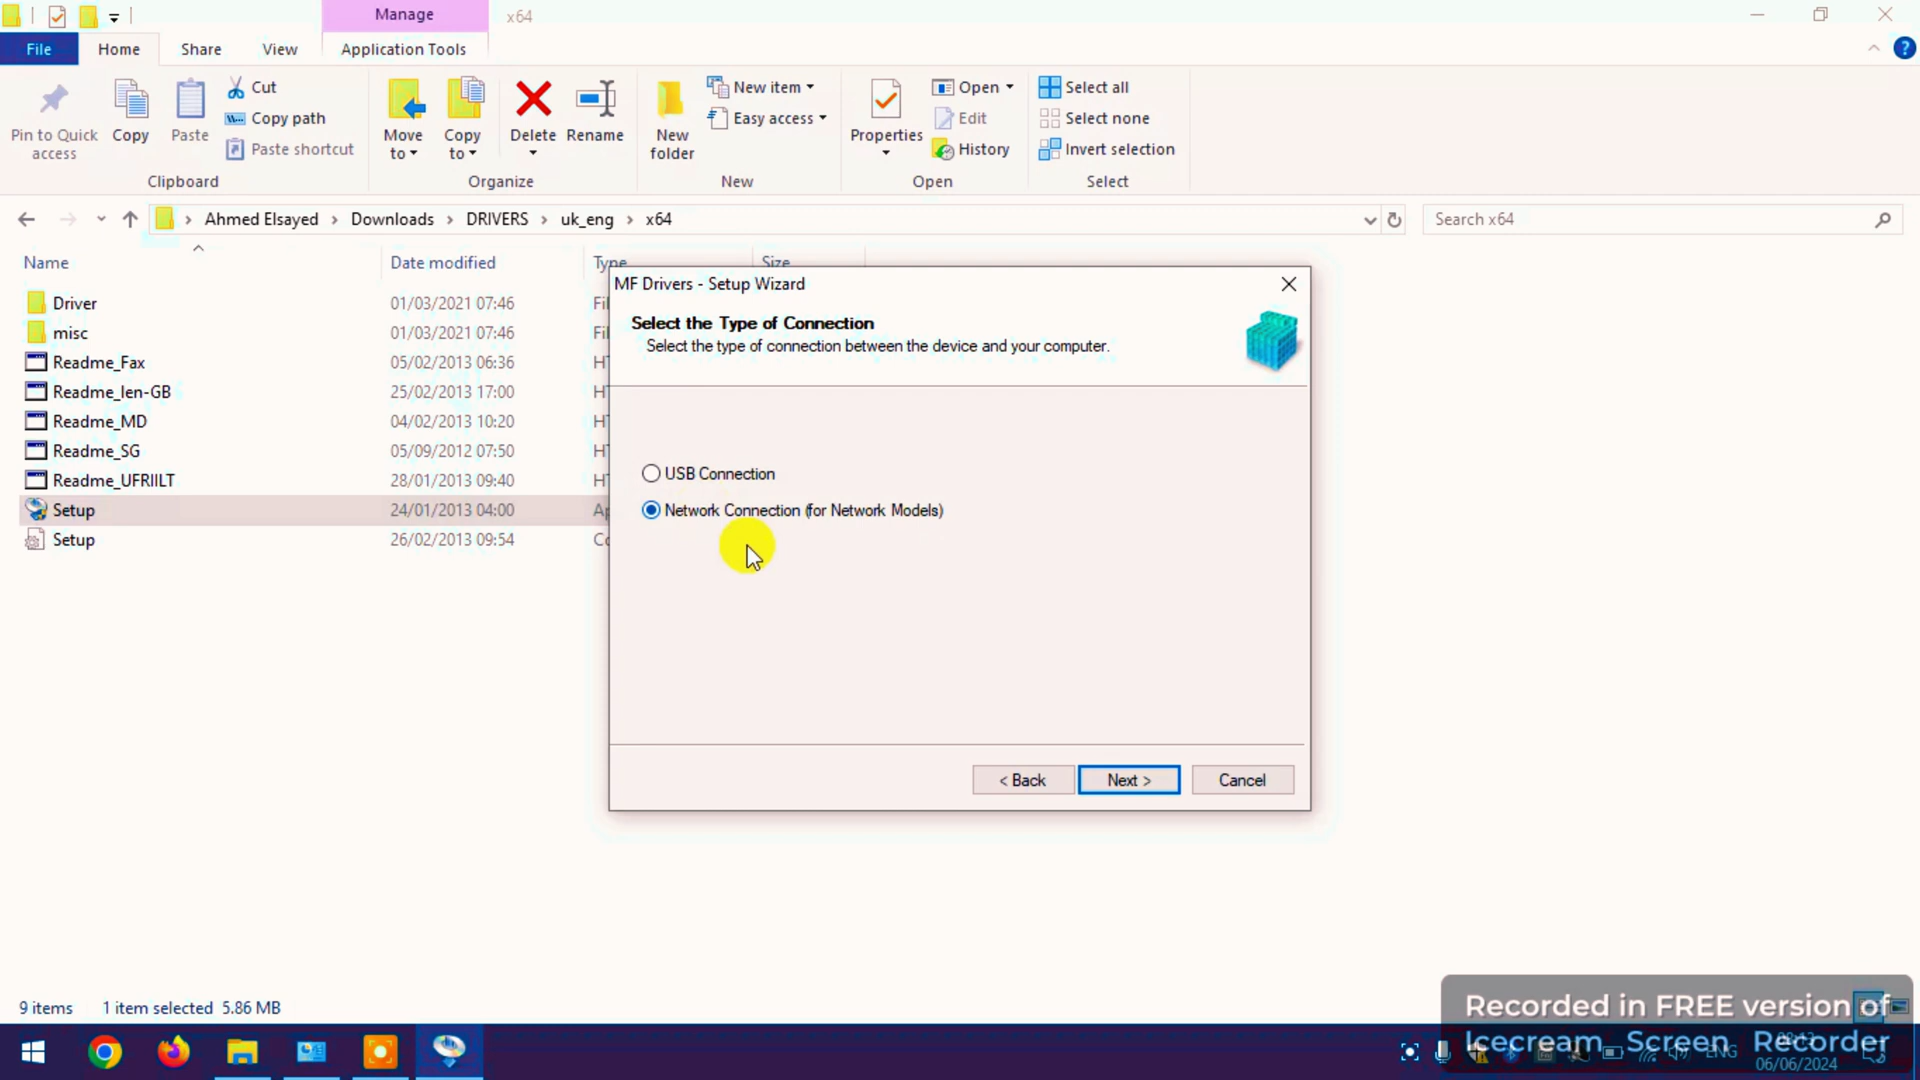 Manage
x64
File
Home
Share
View
Application Tools
Pin to Quick
access
Copy
Paste
Cut
Copy path
Paste shortcut
Move
to
Copy
to
Delete
Rename
New
folder
New item
Easy access
Properties
Open
Edit
History
Select all
Select none
Invert selection
Clipboard
Organize
New
Open
Select
Ahmed Elsayed > Downloads > DRIVERS > uk_eng > x64
Search x64
Name
Date modified
Type
Size
Driver
01/03/2021 07:46
misc
01/03/2021 07:46
Readme_Fax
05/02/2013 06:36
Readme_len-GB
25/02/2013 17:00
Readme_MD
04/02/2013 10:20
Readme_SG
05/09/2012 07:50
Readme_UFRIILT
28/01/2013 09:40
Setup
24/01/2013 04:00
Setup
26/02/2013 09:54
MF Drivers - Setup Wizard
Select the Type of Connection
Select the type of connection between the device and your computer.
USB Connection
Network Connection (for Network Models)
< Back
Next >
Cancel
9 items
1 item selected 5.86 MB
Recorded in FREE version of
Icecream Screen Recorder
ENG
06/06/2024